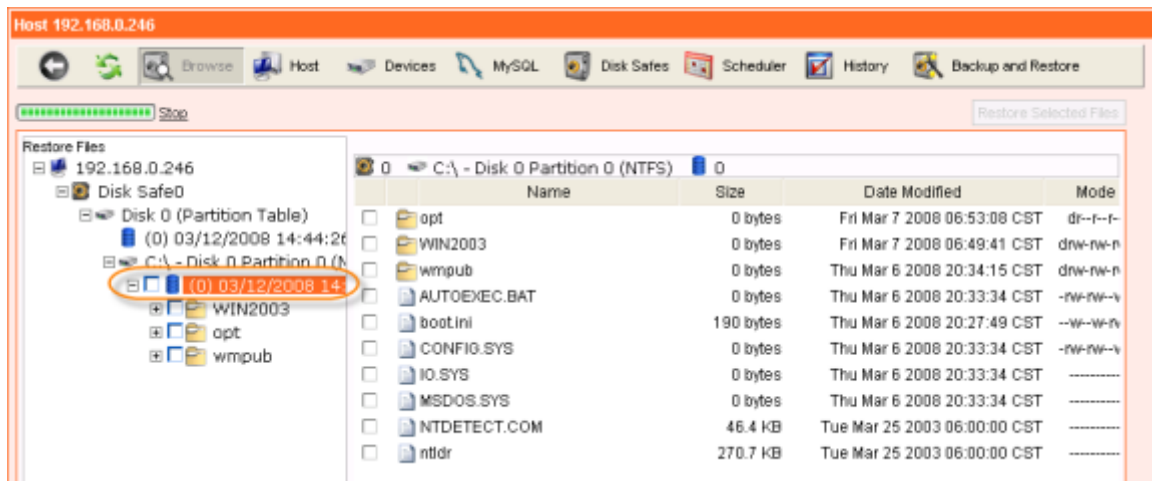 Host 192.168.0.246
Browse Host Devices MySQL Disk Safes Scheduler History Backup and Restore
Stop Restore Selected Files
Restore Files
192.168.0.246
Disk Safe0
Disk 0 (Partition Table)
(0) 03/12/2008 14:44:26
C:\ - Disk 0 Partition 0 (N
(0) 03/12/2008 14:
WIN2003
opt
wmpub
0 C:\ - Disk 0 Partition 0 (NTFS) 0
Name Size Date Modified Mode
opt 0 bytes Fri Mar 7 2008 06:53:08 CST dr--r--r-
WIN2003 0 bytes Fri Mar 7 2008 06:49:41 CST drw-rw-r
wmpub 0 bytes Thu Mar 6 2008 20:34:15 CST drw-rw-r
AUTOEXEC.BAT 0 bytes Thu Mar 6 2008 20:33:34 CST
boot.ini 190 bytes Thu Mar 6 2008 20:27:49 CST
CONFIG.SYS 0 bytes Thu Mar 6 2008 20:33:34 CST
IO.SYS 0 bytes Thu Mar 6 2008 20:33:34 CST ----------
MSDOS.SYS 0 bytes Thu Mar 6 2008 20:33:34 CST ----------
NTDETECT.COM 46.4 KB Tue Mar 25 2003 06:00:00 CST ----------
ntldr 270.7 KB Tue Mar 25 2003 06:00:00 CST ----------